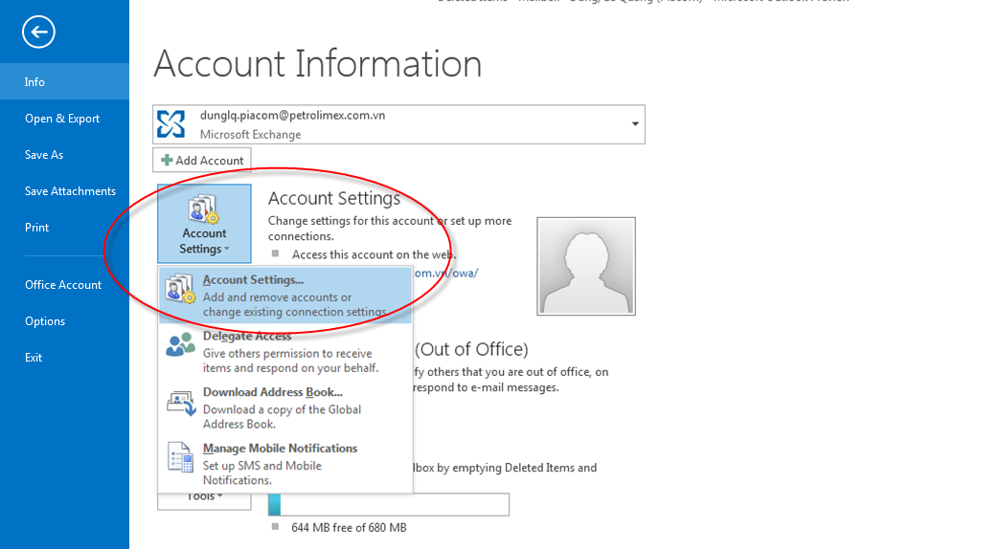 Info
Open & Export
Save As
Save Attachments
Print
Office Account
Options
Exit
Account Information
dunglq.piacom@petrolimex.com.vn
Microsoft Exchange
Add Account
Account
Settings
Account Settings
Change settings for this account or set up more
connections.
Access this account on the web.
om.vn/owa/
Account Settings...
Add and remove accounts or
change existing connection settings
Delegate Access
Give others permission to receive
items and respond on your behalf.
Download Address Book...
Download a copy of the Global
Address Book.
Manage Mobile Notifications
Set up SMS and Mobile
Notifications.
(Out of Office)
fy others that you are out of office, on
respond to e-mail messages.
lbox by emptying Deleted Items and
Tools
644 MB free of 680 MB